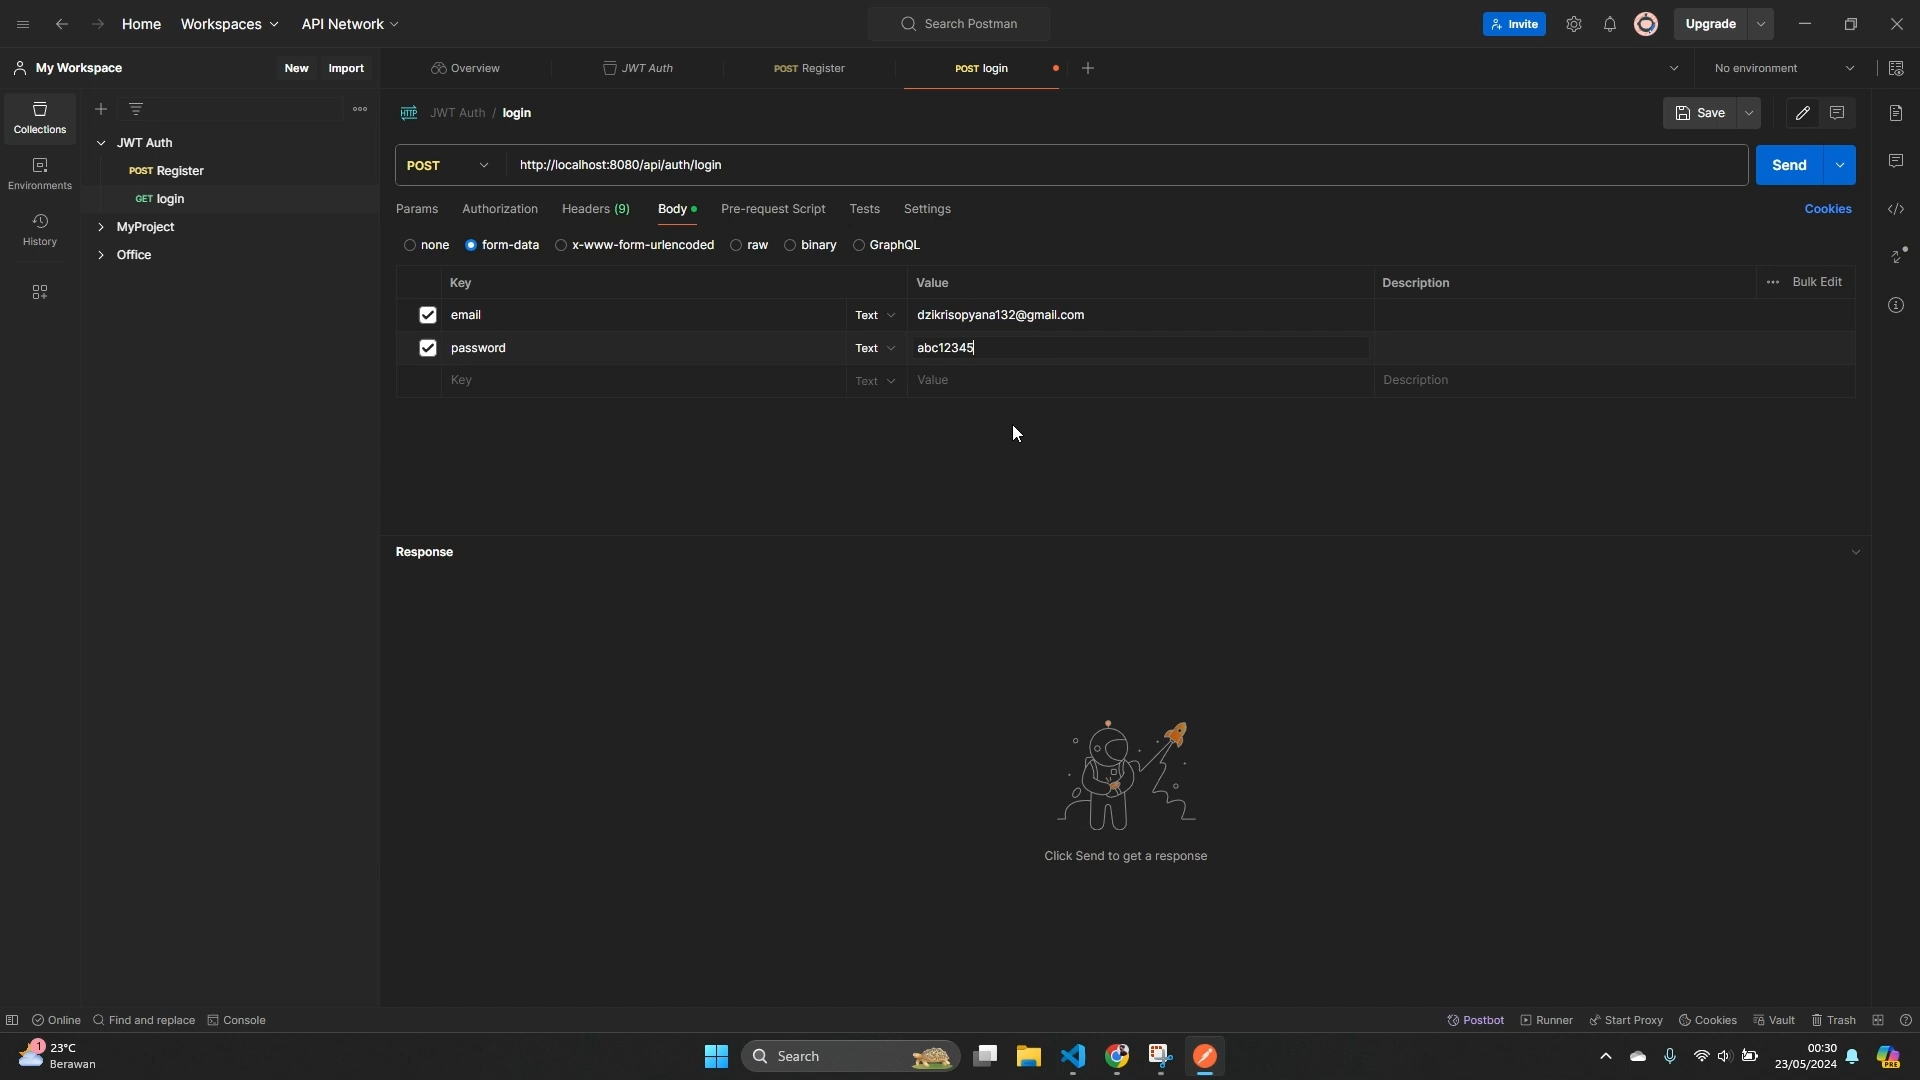 Home Workspaces API Network Search Postman Invite Upgrade
My Workspace New Import Overview JWT Auth POST Register POST login No environment
Collections
Environments
History
JWT Auth
POST Register
GET login
MyProject
Office
HTTP JWT Auth / login Save
POST http://localhost:8080/api/auth/login Send
Params Authorization Headers (9) Body Pre-request Script Tests Settings Cookies
none form-data x-www-form-urlencoded raw binary GraphQL
Key Value Description Bulk Edit
email Text dzikrisopyana132@gmail.com
password Text abc12345
Key Text Value Description
Response
Click Send to get a response
Online Find and replace Console Postbot Runner Start Proxy Cookies Vault Trash
1 23°C
Berawan
Search
PRE
00:30
23/05/2024